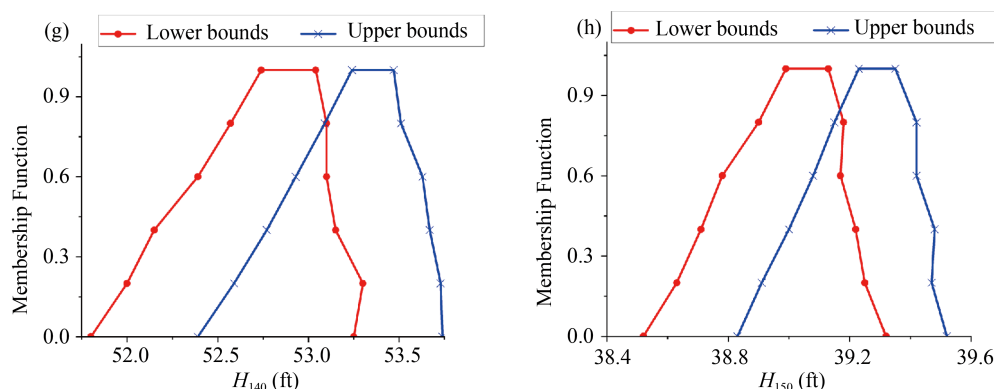 (g) Lower bounds Upper bounds
0.9
0.6
0.3
0.0
Membership Function
52.0 52.5 53.0 53.5
H140 (ft)
(h) Lower bounds Upper bounds
0.9
0.6
0.3
0.0
Membership Function
38.4 38.8 39.2 39.6
H150 (ft)